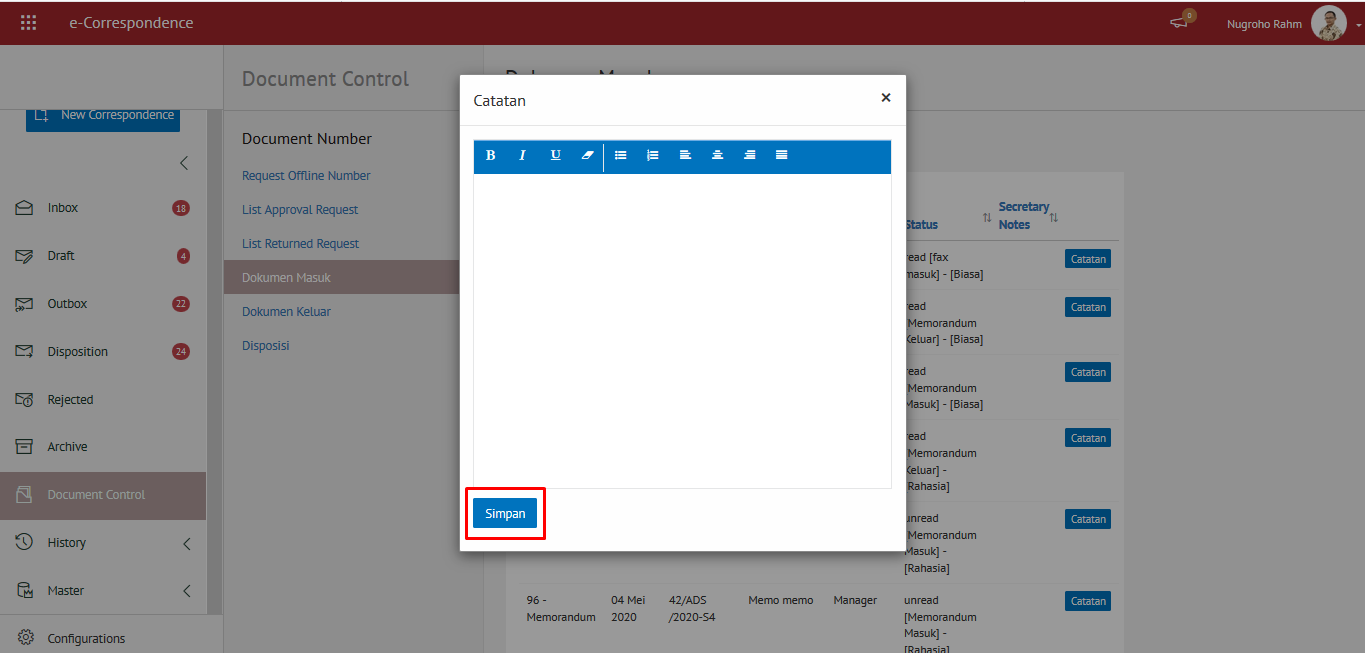 e-Correspondence
0
Nugroho Rahm
New Correspondence
Inbox 18
Draft 4
Outbox 22
Disposition 24
Rejected
Archive
Document Control
History
Master
Configurations
Document Control
Document Number
Request Offline Number
List Approval Request
List Returned Request
Dokumen Masuk
Dokumen Keluar
Disposisi
Catatan
×
B I U
Simpan
Status
Secretary
Notes
read [fax
masuk] - [Biasa]
Catatan
read
[Memorandum
Keluar] - [Biasa]
Catatan
read
[Memorandum
Masuk] - [Biasa]
Catatan
read
[Memorandum
Keluar] -
[Rahasia]
Catatan
unread
[Memorandum
Masuk] -
[Rahasia]
Catatan
96 -
Memorandum
04 Mei
2020
42/ADS
/2020-S4
Memo memo
Manager
unread
[Memorandum
Masuk] -
[Rahasia]
Catatan